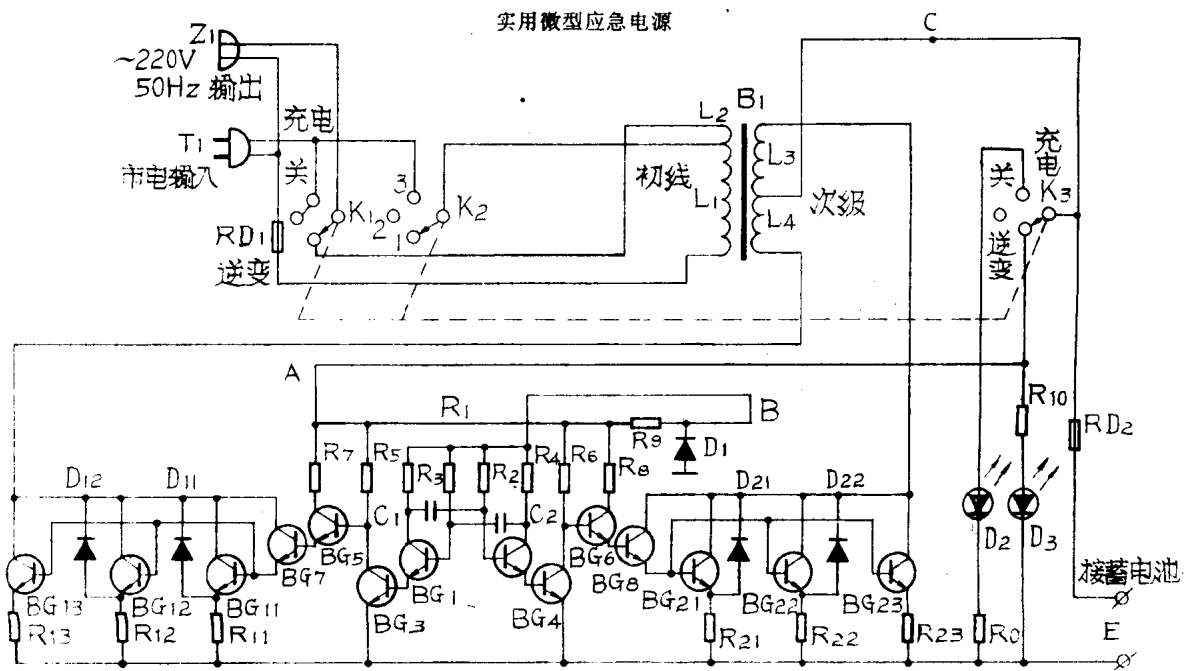 实用微型应急电源
C
Z1
~220V
50Hz 输出
T1
市电输入
充电
关
3
K1
2
1
K2
RD1
逆变
L2
B1
L1
L3
L4
初线
次级
充电
关
K3
逆变
A
R1
B
R9
D1
R10
RD2
R7
R5
R3
R2
R4
R6
R8
D12
D11
C1
C2
D21
D22
D2
D3
BG13
BG12
BG11
BG7
BG5
BG3
BG1
BG4
BG6
BG8
BG21
BG22
BG23
接蓄电池
E
R13
R12
R11
R21
R22
R23
R0